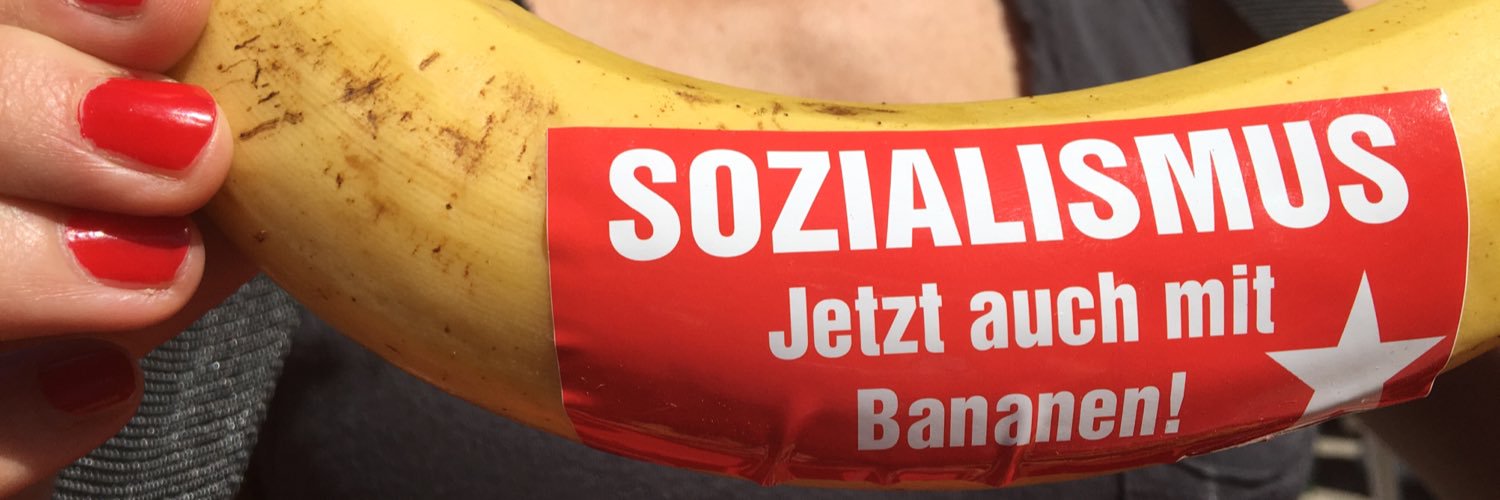 SOZIALISMUS
Jetzt auch mit
Bananen!